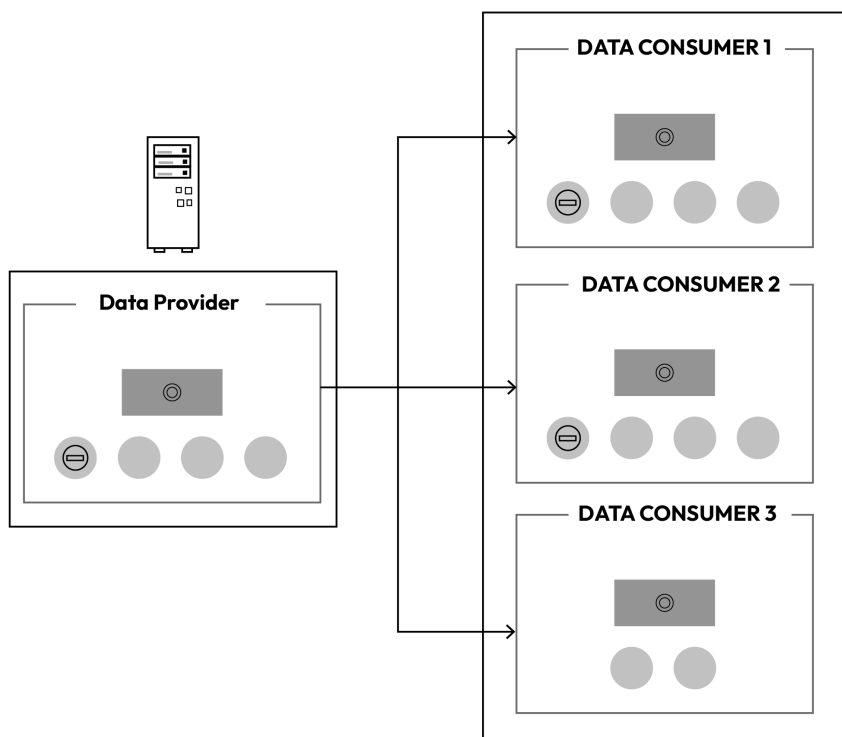 DATA CONSUMER 1
Data Provider
DATA CONSUMER 2
DATA CONSUMER 3